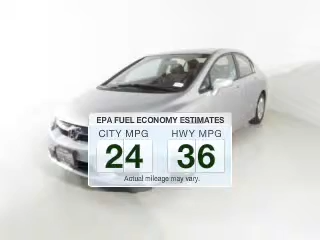 EPA FUEL ECONOMY ESTIMATES
CITY MPG HWY MPG
24 36
Actual mileage may vary.